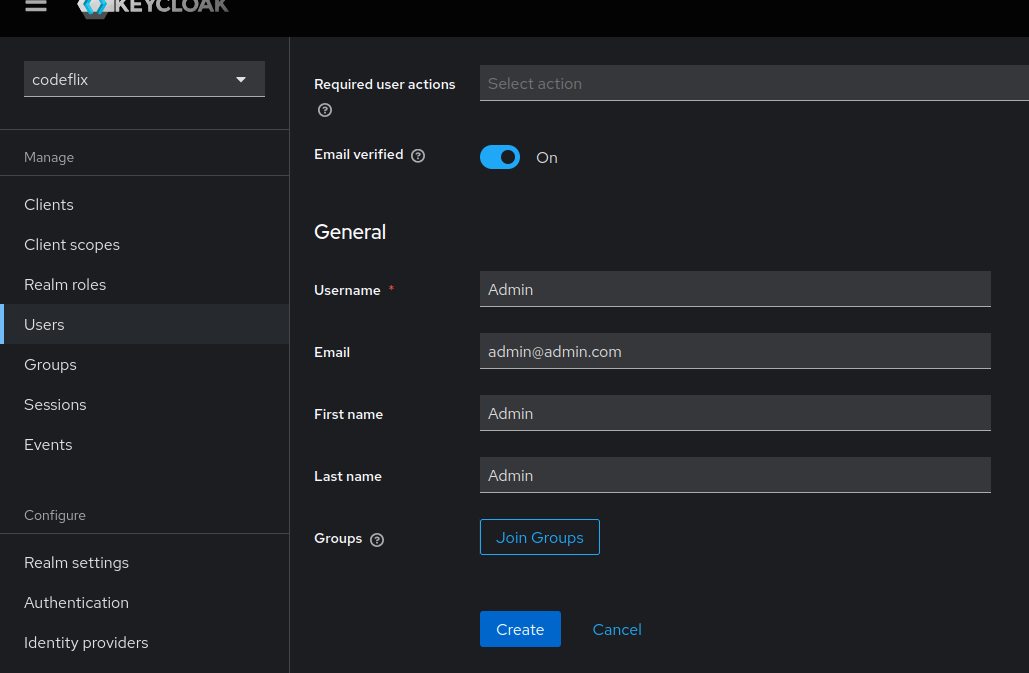 KEYCLOAK
codeflix
Manage
Clients
Client scopes
Realm roles
Users
Groups
Sessions
Events
Configure
Realm settings
Authentication
Identity providers
Required user actions
Select action
Email verified
On
General
Username *
Admin
Email
admin@admin.com
First name
Admin
Last name
Admin
Groups
Join Groups
Create
Cancel